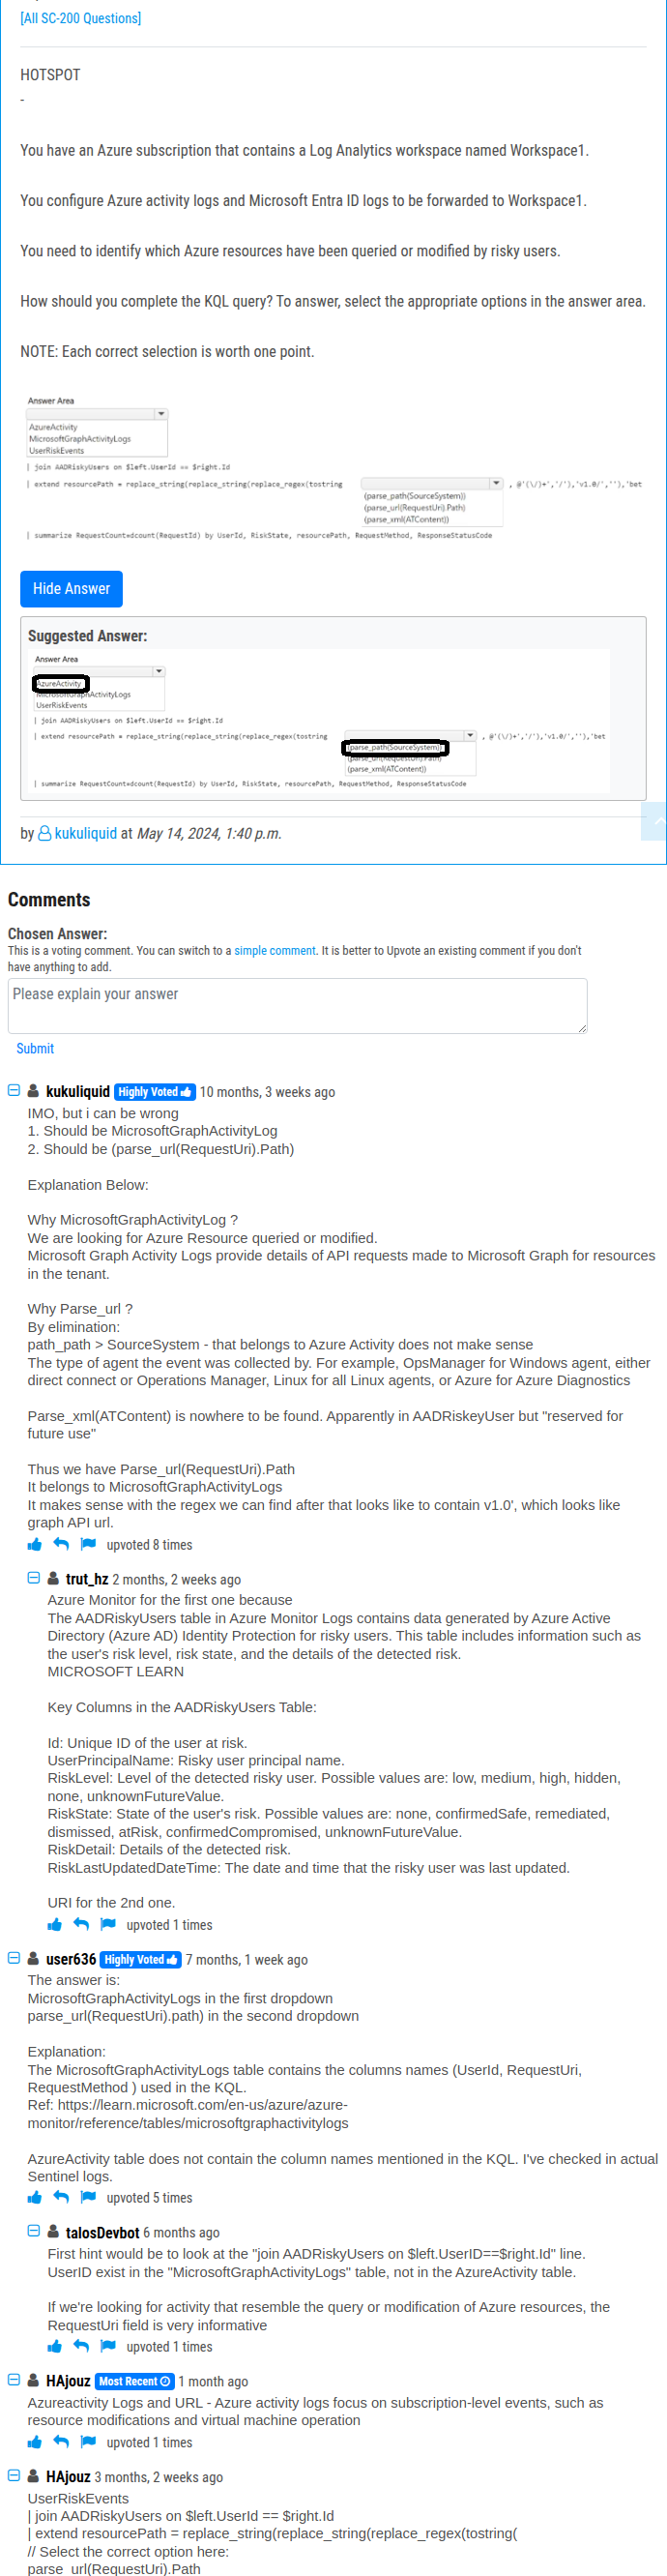 [All SC-200 Questions]
HOTSPOT
-
You have an Azure subscription that contains a Log Analytics workspace named Workspace1.
You configure Azure activity logs and Microsoft Entra ID logs to be forwarded to Workspace1.
You need to identify which Azure resources have been queried or modified by risky users.
How should you complete the KQL query? To answer, select the appropriate options in the answer area.
NOTE: Each correct selection is worth one point.
Answer Area
AzureActivity
MicrosoftGraphActivityLogs
UserRiskEvents
| join AADRiskyUsers on $left.UserId == $right.Id
| extend resourcePath = replace_string(replace_string(replace_regex(tostring , @'(\/)+','/'),'v1.0/',''),'bet
(parse_path(SourceSystem))
(parse_url(RequestUri).Path)
(parse_xml(ATContent))
| summarize RequestCount=dcount(RequestId) by UserId, RiskState, resourcePath, RequestMethod, ResponseStatusCode
Hide Answer
Suggested Answer:
Answer Area
AzureActivity
MicrosoftGraphActivityLogs
UserRiskEvents
| join AADRiskyUsers on $left.UserId == $right.Id
| extend resourcePath = replace_string(replace_string(replace_regex(tostring , @'(\/)+','/'),'v1.0/',''),'bet
(parse_path(SourceSystem))
(parse_url(RequestUri).Path)
(parse_xml(ATContent))
| summarize RequestCount=dcount(RequestId) by UserId, RiskState, resourcePath, RequestMethod, ResponseStatusCode
by kukuliquid at May 14, 2024, 1:40 p.m.
Comments
Chosen Answer:
This is a voting comment. You can switch to a simple comment. It is better to Upvote an existing comment if you don't
have anything to add.
Please explain your answer
Submit
kukuliquid Highly Voted 10 months, 3 weeks ago
IMO, but i can be wrong
1. Should be MicrosoftGraphActivityLog
2. Should be (parse_url(RequestUri).Path)
Explanation Below:
Why MicrosoftGraphActivityLog ?
We are looking for Azure Resource queried or modified.
Microsoft Graph Activity Logs provide details of API requests made to Microsoft Graph for resources
in the tenant.
Why Parse_url ?
By elimination:
path_path > SourceSystem - that belongs to Azure Activity does not make sense
The type of agent the event was collected by. For example, OpsManager for Windows agent, either
direct connect or Operations Manager, Linux for all Linux agents, or Azure for Azure Diagnostics
Parse_xml(ATContent) is nowhere to be found. Apparently in AADRiskeyUser but "reserved for
future use"
Thus we have Parse_url(RequestUri).Path
It belongs to MicrosoftGraphActivityLogs
It makes sense with the regex we can find after that looks like to contain v1.0', which looks like
graph API url.
upvoted 8 times
trut_hz 2 months, 2 weeks ago
Azure Monitor for the first one because
The AADRiskyUsers table in Azure Monitor Logs contains data generated by Azure Active
Directory (Azure AD) Identity Protection for risky users. This table includes information such as
the user's risk level, risk state, and the details of the detected risk.
MICROSOFT LEARN
Key Columns in the AADRiskyUsers Table:
Id: Unique ID of the user at risk.
UserPrincipalName: Risky user principal name.
RiskLevel: Level of the detected risky user. Possible values are: low, medium, high, hidden,
none, unknownFutureValue.
RiskState: State of the user's risk. Possible values are: none, confirmedSafe, remediated,
dismissed, atRisk, confirmedCompromised, unknownFutureValue.
RiskDetail: Details of the detected risk.
RiskLastUpdatedDateTime: The date and time that the risky user was last updated.
URI for the 2nd one.
upvoted 1 times
user636 Highly Voted 7 months, 1 week ago
The answer is:
MicrosoftGraphActivityLogs in the first dropdown
parse_url(RequestUri).path) in the second dropdown
Explanation:
The MicrosoftGraphActivityLogs table contains the columns names (UserId, RequestUri,
RequestMethod ) used in the KQL.
Ref: https://learn.microsoft.com/en-us/azure/azure-
monitor/reference/tables/microsoftgraphactivitylogs
AzureActivity table does not contain the column names mentioned in the KQL. I've checked in actual
Sentinel logs.
upvoted 5 times
talosDevbot 6 months ago
First hint would be to look at the "join AADRiskyUsers on $left.UserID==$right.Id" line.
UserID exist in the "MicrosoftGraphActivityLogs" table, not in the AzureActivity table.
If we're looking for activity that resemble the query or modification of Azure resources, the
RequestUri field is very informative
upvoted 1 times
HAjouz Most Recent 1 month ago
Azureactivity Logs and URL - Azure activity logs focus on subscription-level events, such as
resource modifications and virtual machine operation
upvoted 1 times
HAjouz 3 months, 2 weeks ago
UserRiskEvents
| join AADRiskyUsers on $left.UserId == $right.Id
| extend resourcePath = replace_string(replace_string(replace_regex(tostring(
// Select the correct option here:
parse_url(RequestUri).Path